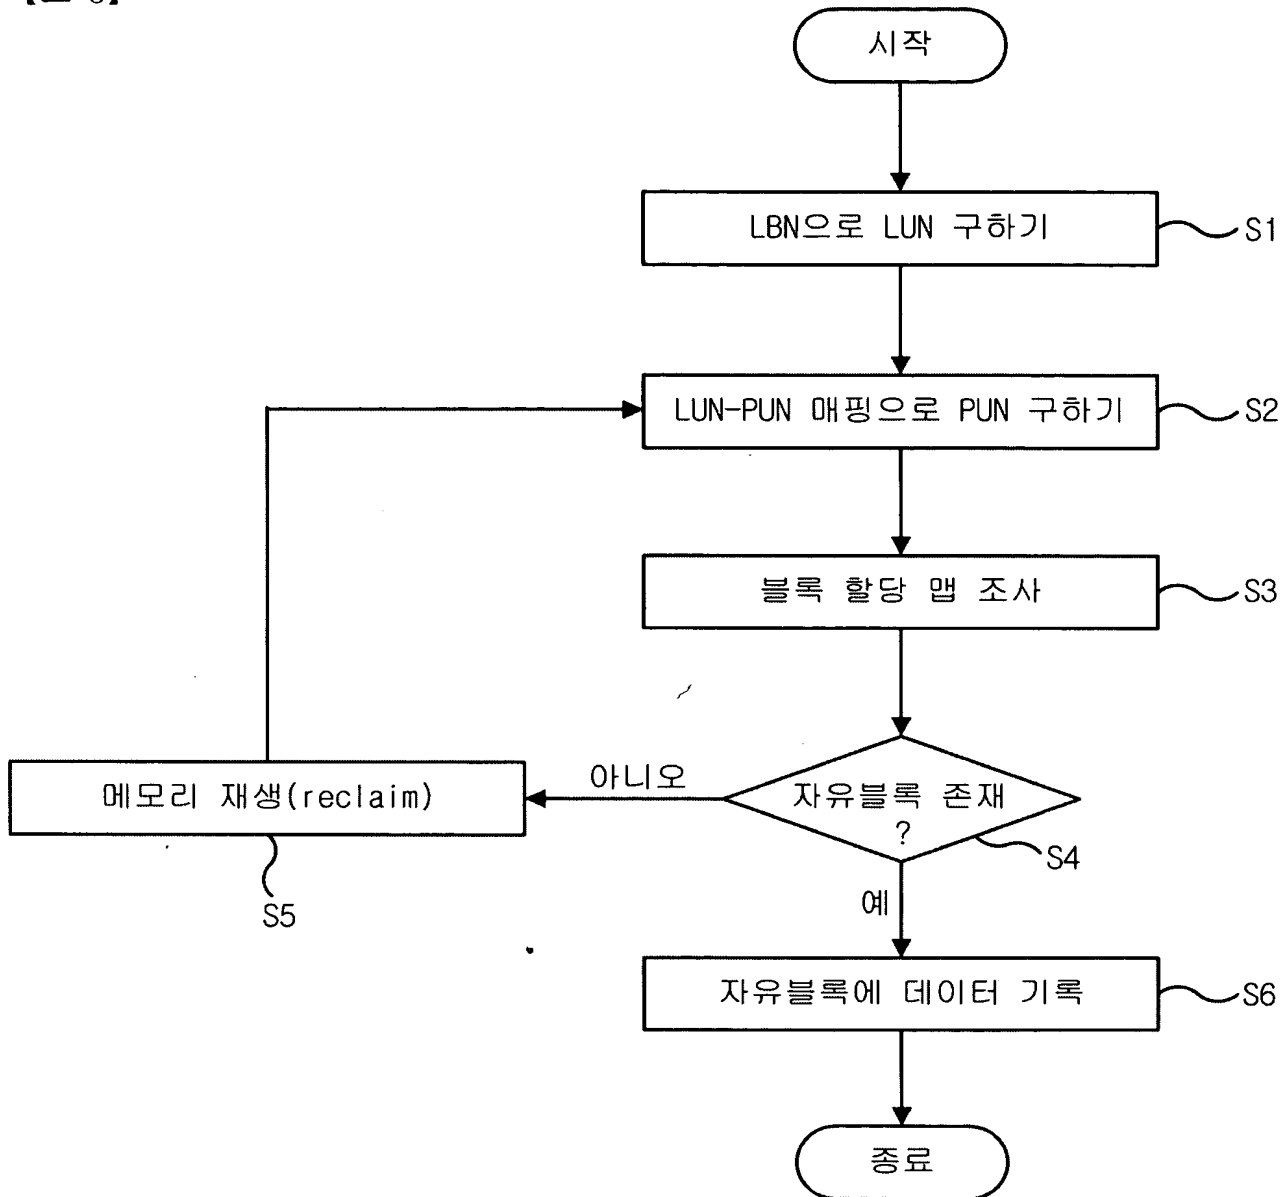 시작
LBN으로 LUN 구하기
S1
LUN-PUN 매핑으로 PUN 구하기
S2
블록 할당 맵 조사
S3
메모리 재생(reclaim)
아니오
자유블록 존재
?
S4
S5
예
자유블록에 데이터 기록
S6
종료